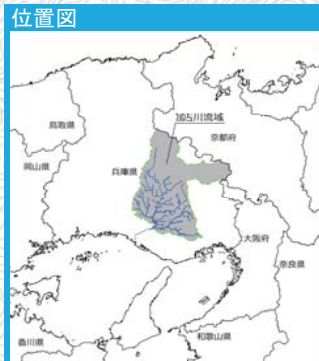 位置図
加古川流域
鳥取県
京都府
岡山県
兵庫県
大阪府
奈良県
和歌山県
香川県